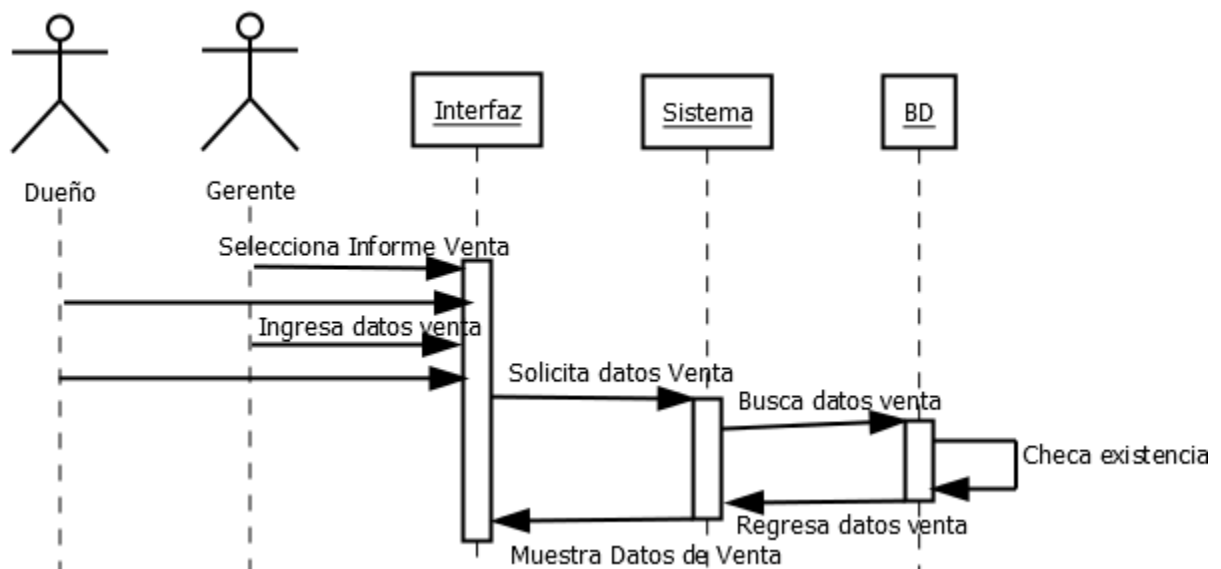 Interfaz
Sistema
BD
Dueño
Gerente
Selecciona Informe Venta
Ingresa datos venta
Solicita datos Venta
Busca datos venta
Checa existencia
Regresa datos venta
Muestra Datos de Venta